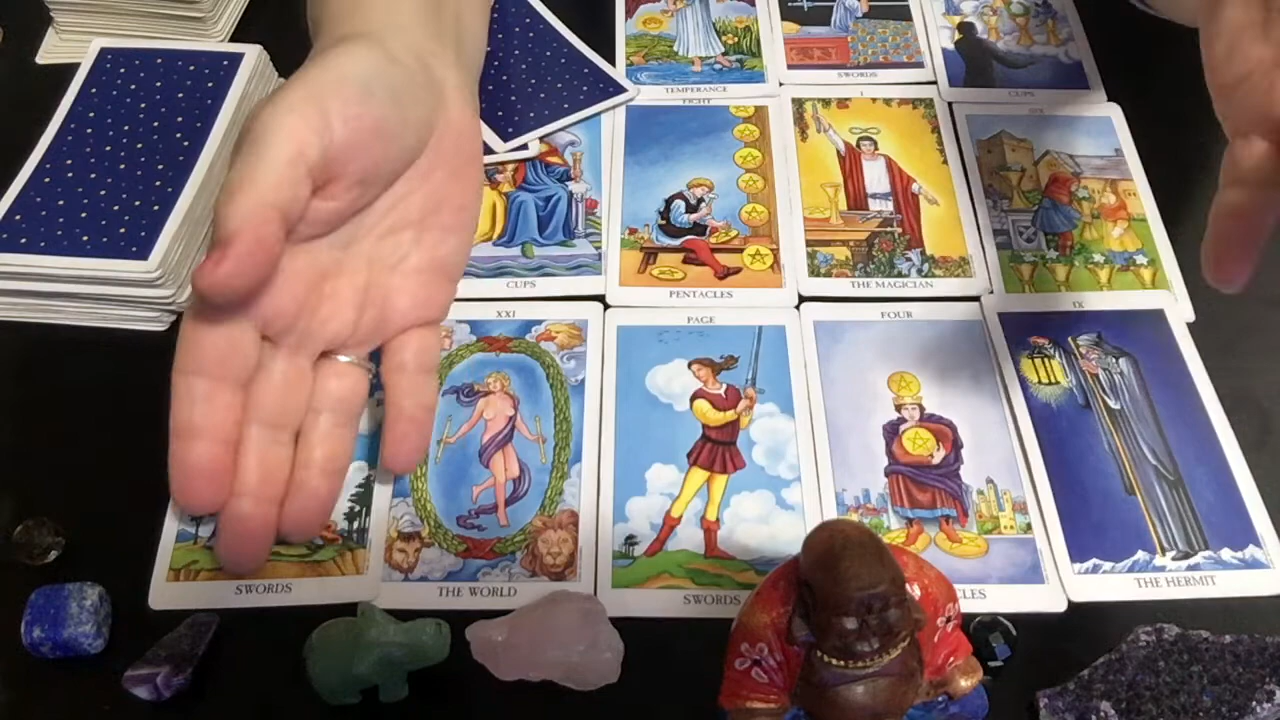 TEMPERANCE
SWORDS
CUPS
EIGHT
I
SIX
CUPS
PENTACLES
THE MAGICIAN
XXI
PAGE
FOUR
IX
SWORDS
THE WORLD
SWORDS
CLES
THE HERMIT